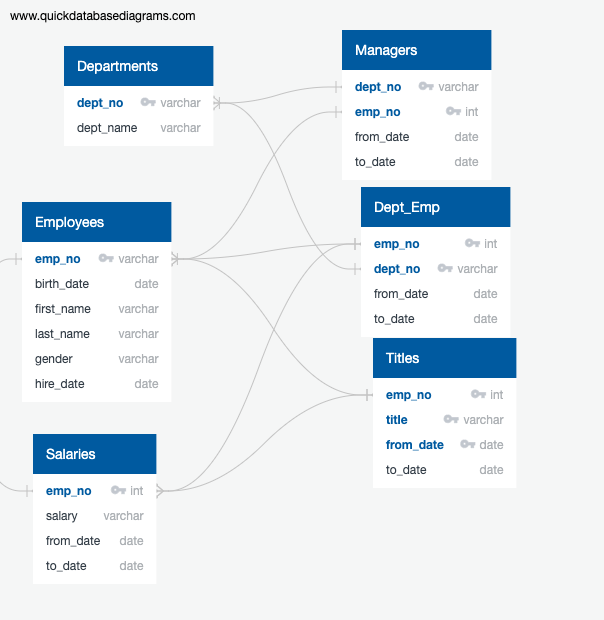 www.quickdatabasediagrams.com
Departments
dept_no varchar
dept_name varchar
Managers
dept_no varchar
emp_no int
from_date date
to_date date
Employees
emp_no varchar
birth_date date
first_name varchar
last_name varchar
gender varchar
hire_date date
Dept_Emp
emp_no int
dept_no varchar
from_date date
to_date date
Titles
emp_no int
title varchar
from_date date
to_date date
Salaries
emp_no int
salary varchar
from_date date
to_date date